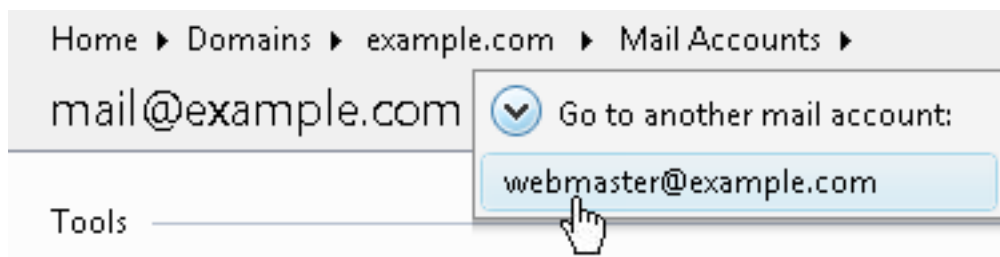 Home ▸ Domains ▸ example.com ▸ Mail Accounts ▸
mail@example.com
Go to another mail account:
webmaster@example.com
Tools